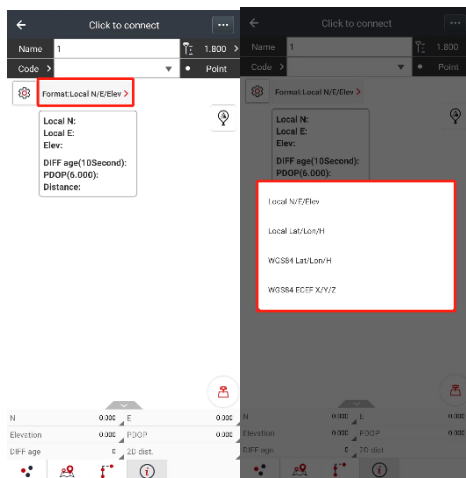 Click to connect
Name 1 1.800
Code Point
Format:Local N/E/Elev
Local N:
Local E:
Elev:
DIFF age(10Second):
PDOP(6.000):
Distance:
N 0.000 E 0.000
Elevation 0.000 PDOP 0.000
DIFF age 2D dist.
Click to connect
Name 1 1.800
Code Point
Format:Local N/E/Elev
Local N:
Local E:
Elev:
DIFF age(10Second):
PDOP(6.000):
Distance:
Local N/E/Elev
Local Lat/Lon/H
WGS84 Lat/Lon/H
WGS84 ECEF X/Y/Z
N 0.000 E 0.000
Elevation 0.000 PDOP 0.000
DIFF age 2D dist.